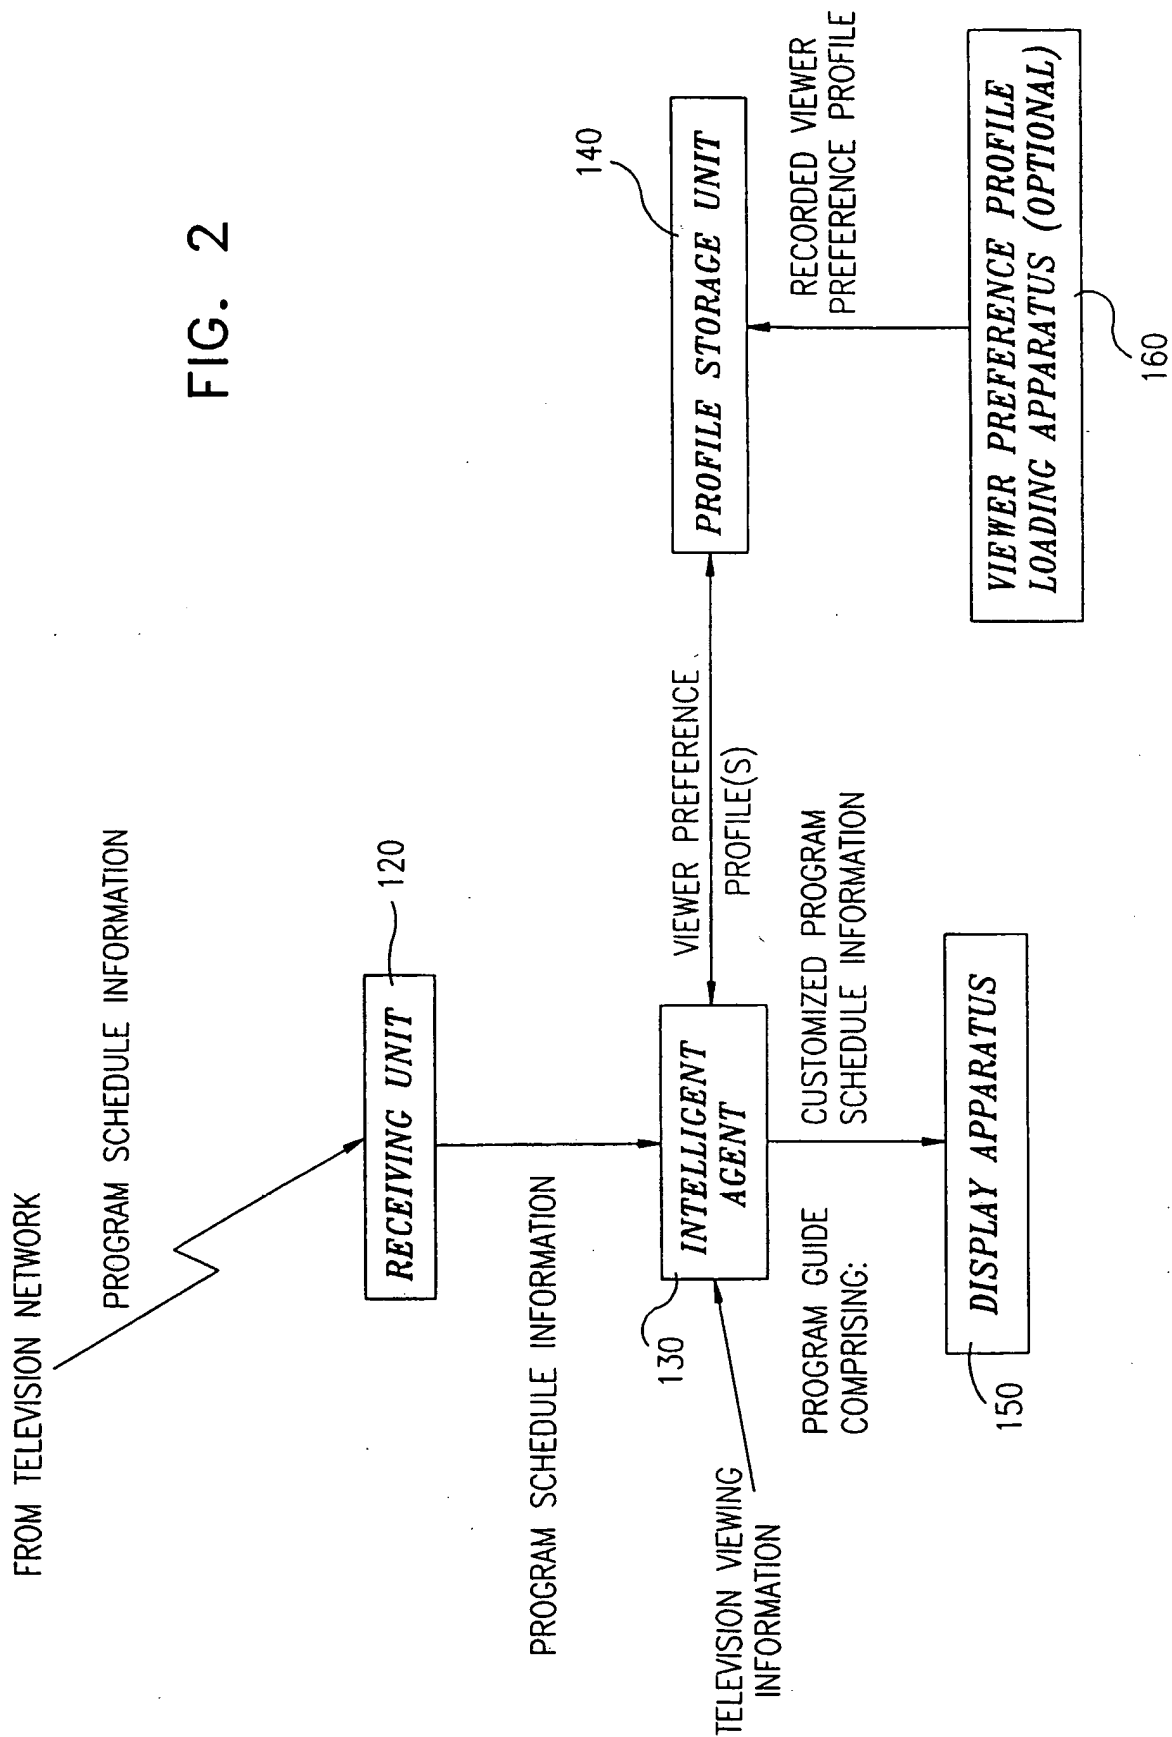 FIG. 2
FROM TELEVISION NETWORK
PROGRAM SCHEDULE INFORMATION
120
RECEIVING UNIT
PROGRAM SCHEDULE INFORMATION
TELEVISION VIEWING
INFORMATION
130
INTELLIGENT
AGENT
VIEWER PREFERENCE
PROFILE(S)
140
PROFILE STORAGE UNIT
RECORDED VIEWER
PREFERENCE PROFILE
PROGRAM GUIDE
COMPRISING:
CUSTOMIZED PROGRAM
SCHEDULE INFORMATION
150
DISPLAY APPARATUS
VIEWER PREFERENCE PROFILE
LOADING APPARATUS (OPTIONAL)
160